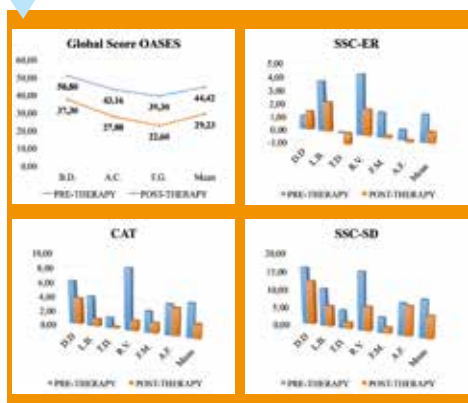 Global Score OASES
60,00
50,00
40,00
30,00
20,00
10,00
0,00
50,80
43,16
39,30
44,42
37,30
27,80
22,60
29,23
D.D. A.C. T.G. Mean
PRE-THERAPY POST-THERAPY
SSC-ER
5,00
4,00
3,00
2,00
1,00
0,00
-1,00
D.D L.B. T.D. R.V. F.M. A.F. Mean
PRE-THERAPY POST-THERAPY
CAT
10,00
8,00
6,00
4,00
2,00
0,00
D.D L.B. T.D. R.V. F.M. A.F. Mean
PRE-THERAPY POST-THERAPY
SSC-SD
20,00
15,00
10,00
5,00
0,00
D.D L.B. T.D. R.V. F.M. A.F. Mean
PRE-THERAPY POST-THERAPY